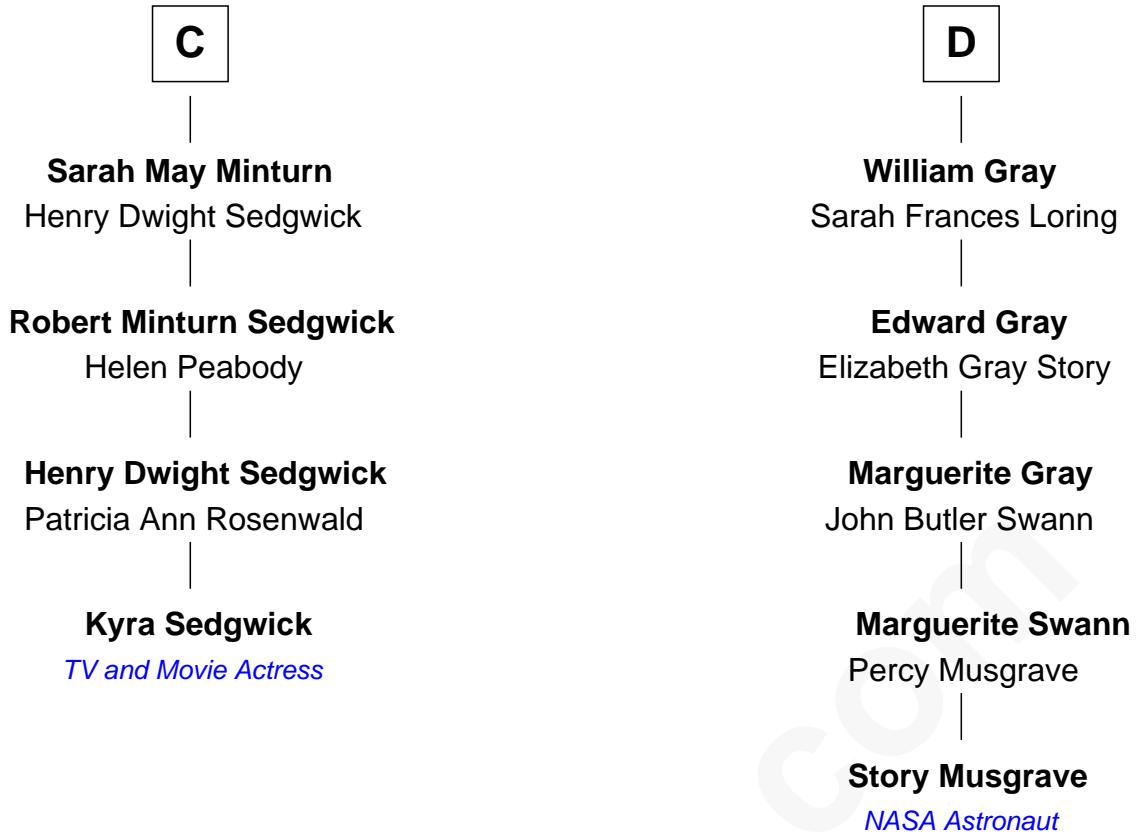 C
Sarah May Minturn
Henry Dwight Sedgwick
Robert Minturn Sedgwick
Helen Peabody
Henry Dwight Sedgwick
Patricia Ann Rosenwald
Kyra Sedgwick
TV and Movie Actress
D
William Gray
Sarah Frances Loring
Edward Gray
Elizabeth Gray Story
Marguerite Gray
John Butler Swann
Marguerite Swann
Percy Musgrave
Story Musgrave
NASA Astronaut
com